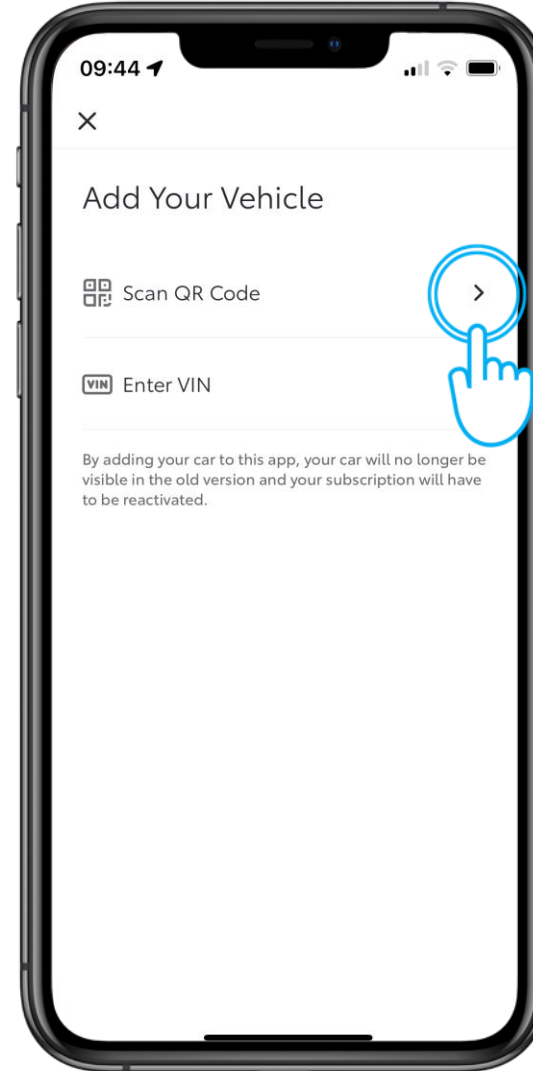 09:44
Add Your Vehicle
Scan QR Code
VIN Enter VIN
By adding your car to this app, your car will no longer be
visible in the old version and your subscription will have
to be reactivated.